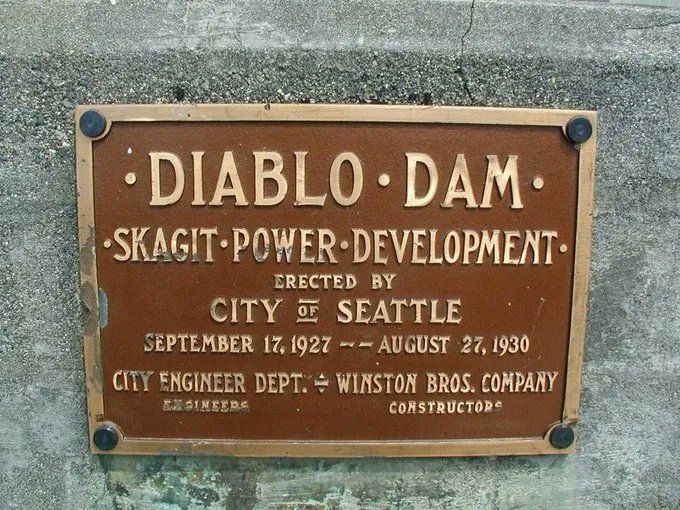 · DIABLO · DAM ·
· SKAGIT · POWER · DEVELOPMENT ·
ERECTED BY
CITY OF SEATTLE
SEPTEMBER 17, 1927 -- AUGUST 27, 1930
CITY ENGINEER DEPT. ÷ WINSTON BROS. COMPANY
ENGINEERS CONSTRUCTORS